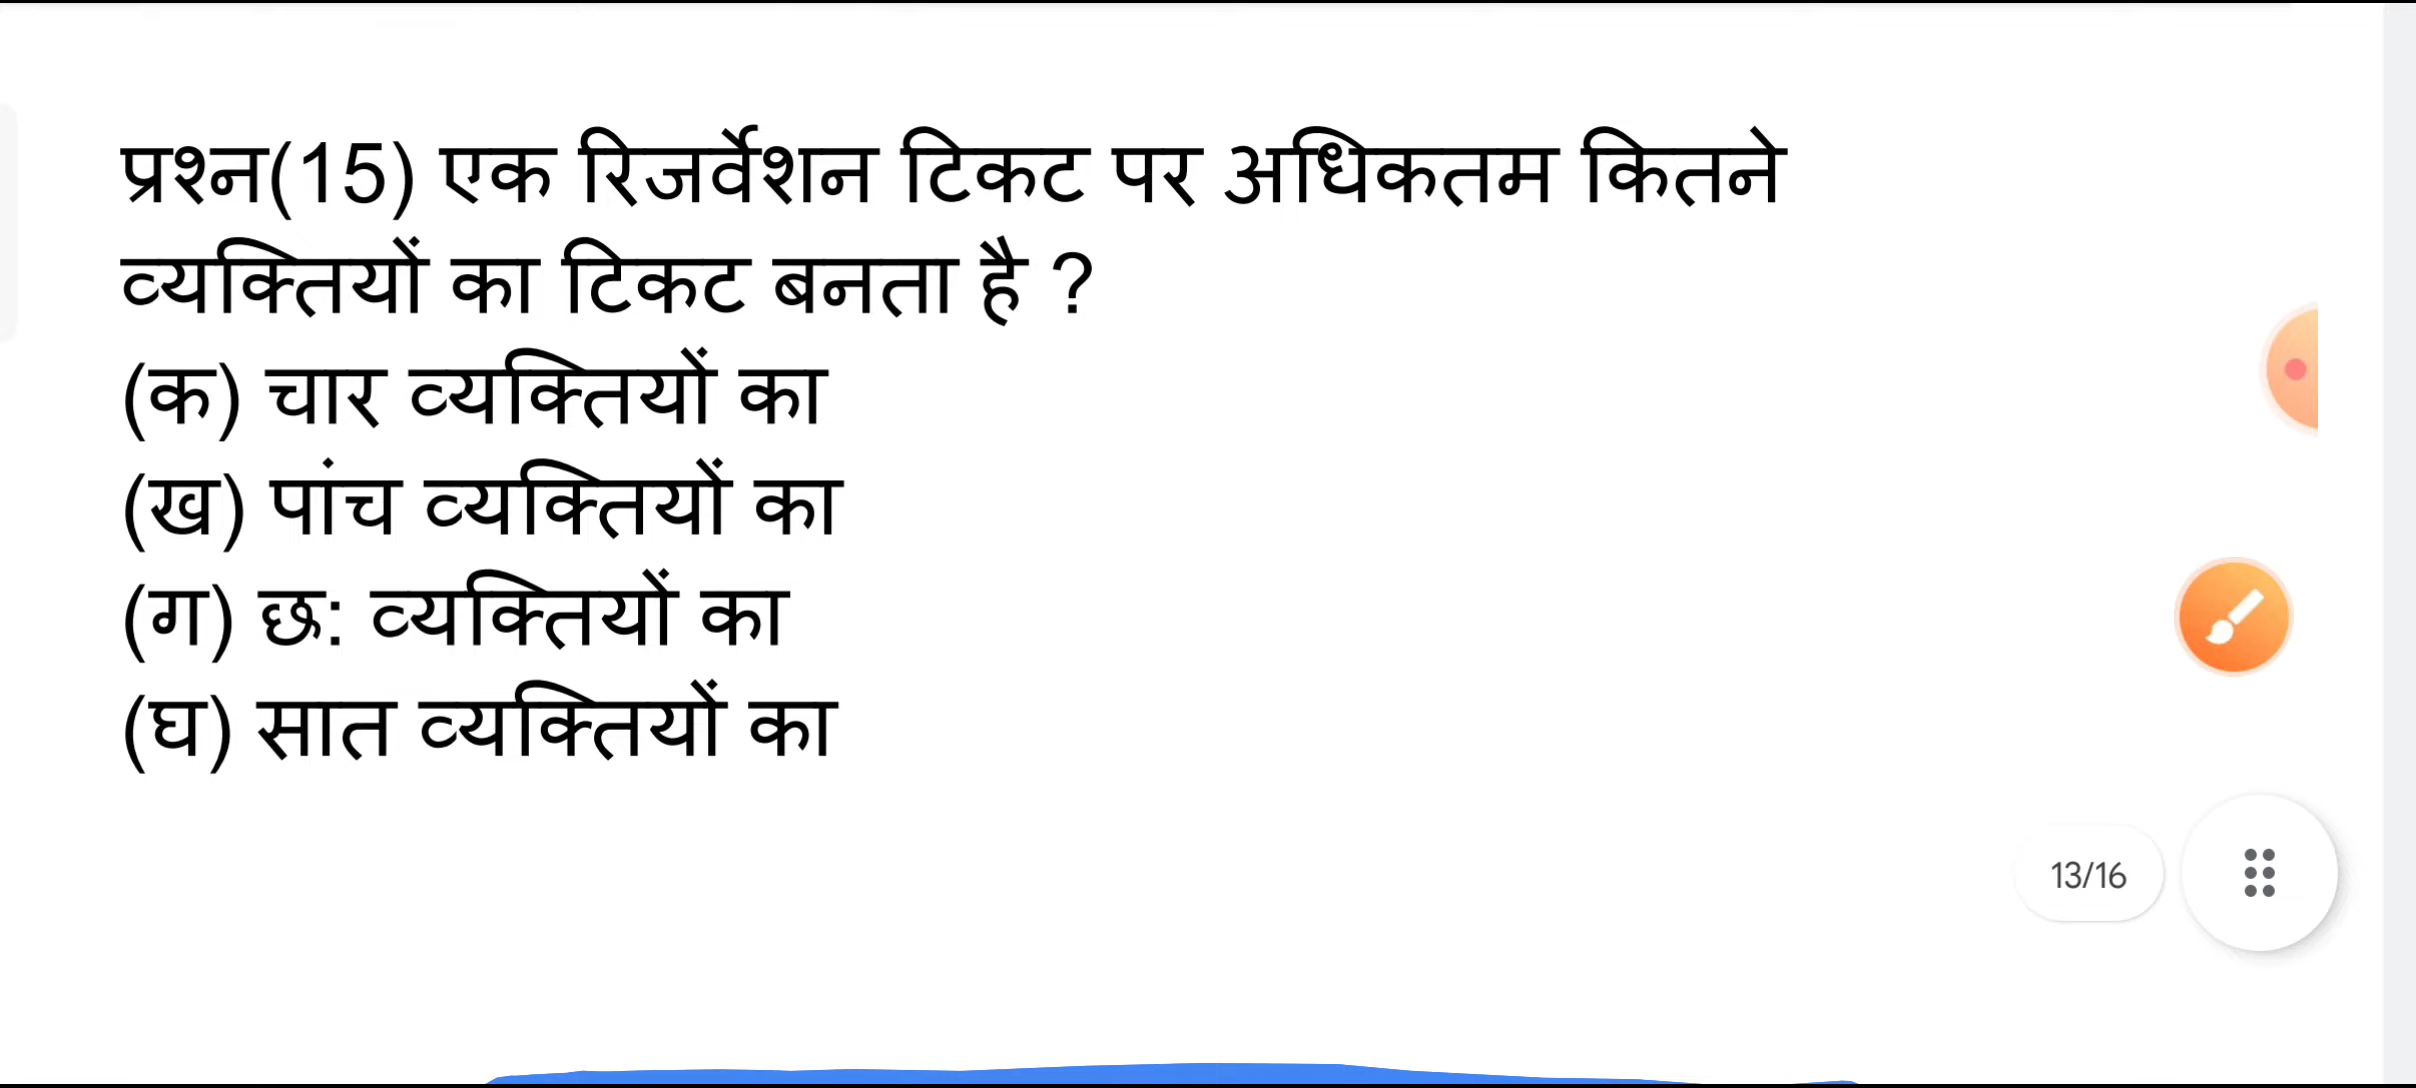 प्रश्न(15) एक रिजर्वेशन टिकट पर अधिकतम कितने
व्यक्तियों का टिकट बनता है ?
(क) चार व्यक्तियों का
(ख) पांच व्यक्तियों का
(ग) छ: व्यक्तियों का
(घ) सात व्यक्तियों का
13/16